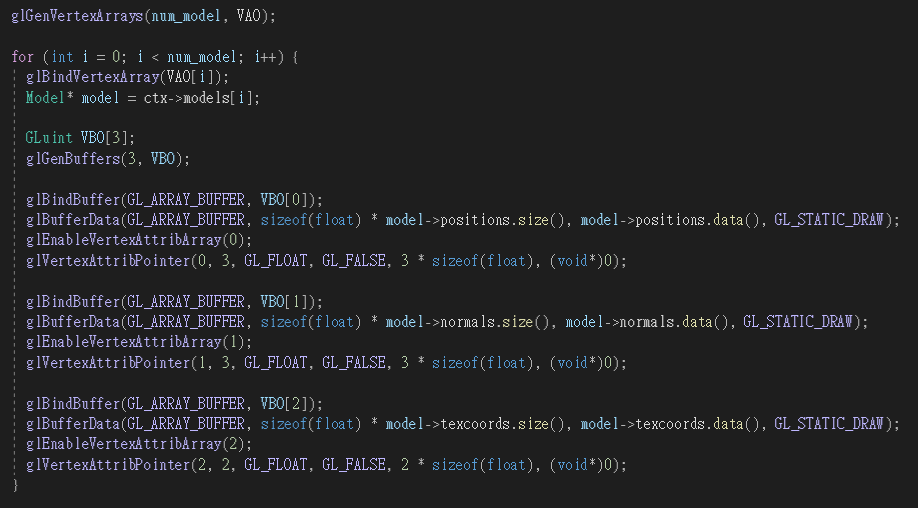 glGenVertexArrays(num_model, VAO);
for (int i = 0; i < num_model; i++) {
glBindVertexArray(VAO[i]);
Model* model = ctx->models[i];
GLuint VBO[3];
glGenBuffers(3, VBO);
glBindBuffer(GL_ARRAY_BUFFER, VBO[0]);
glBufferData(GL_ARRAY_BUFFER, sizeof(float) * model->positions.size(), model->positions.data(), GL_STATIC_DRAW);
glEnableVertexAttribArray(0);
glVertexAttribPointer(0, 3, GL_FLOAT, GL_FALSE, 3 * sizeof(float), (void*)0);
glBindBuffer(GL_ARRAY_BUFFER, VBO[1]);
glBufferData(GL_ARRAY_BUFFER, sizeof(float) * model->normals.size(), model->normals.data(), GL_STATIC_DRAW);
glEnableVertexAttribArray(1);
glVertexAttribPointer(1, 3, GL_FLOAT, GL_FALSE, 3 * sizeof(float), (void*)0);
glBindBuffer(GL_ARRAY_BUFFER, VBO[2]);
glBufferData(GL_ARRAY_BUFFER, sizeof(float) * model->texcoords.size(), model->texcoords.data(), GL_STATIC_DRAW);
glEnableVertexAttribArray(2);
glVertexAttribPointer(2, 2, GL_FLOAT, GL_FALSE, 2 * sizeof(float), (void*)0);
}